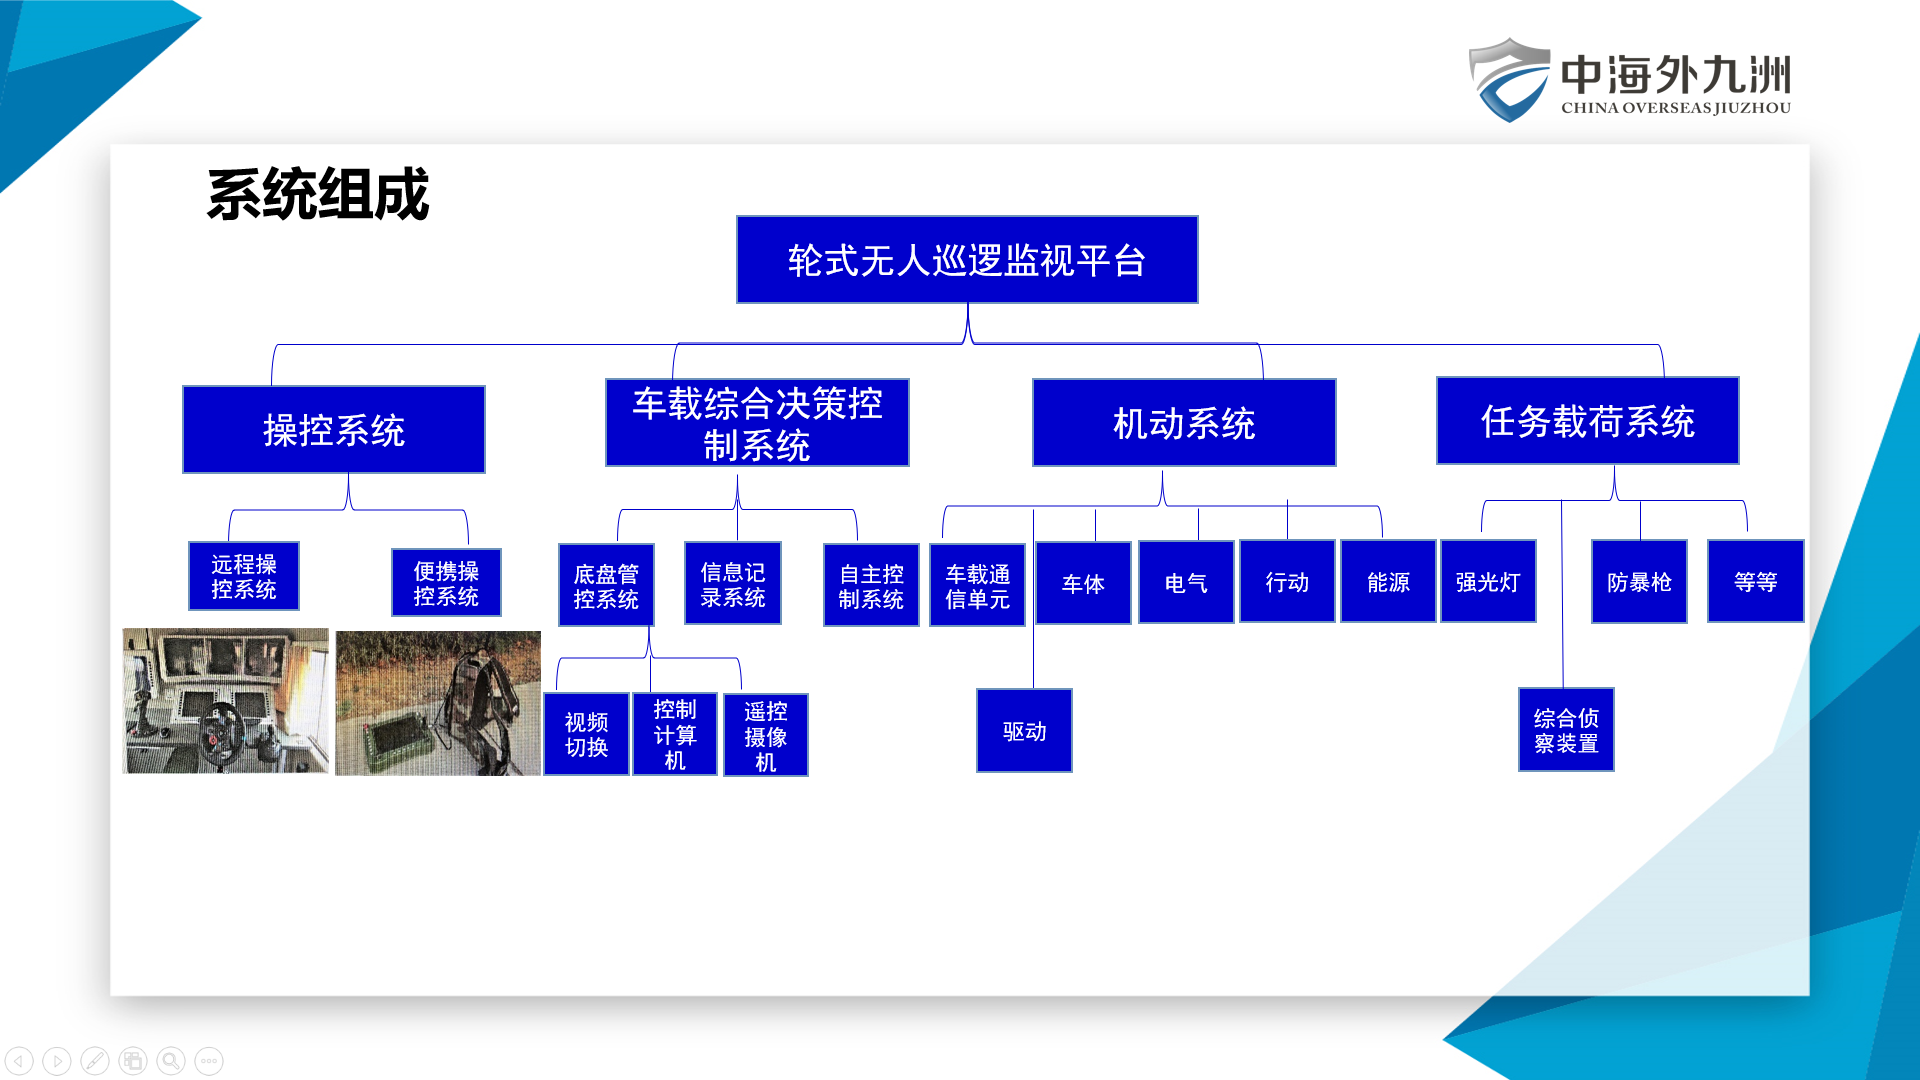 中海外九洲
CHINA OVERSEAS JIUZHOU
系统组成
轮式无人巡逻监视平台
操控系统
车载综合决策控
制系统
机动系统
任务载荷系统
远程操
控系统
便携操
控系统
底盘管
控系统
信息记
录系统
自主控
制系统
车载通
信单元
车体
电气
行动
能源
强光灯
防暴枪
等等
视频
切换
控制
计算
机
遥控
摄像
机
驱动
综合侦
察装置